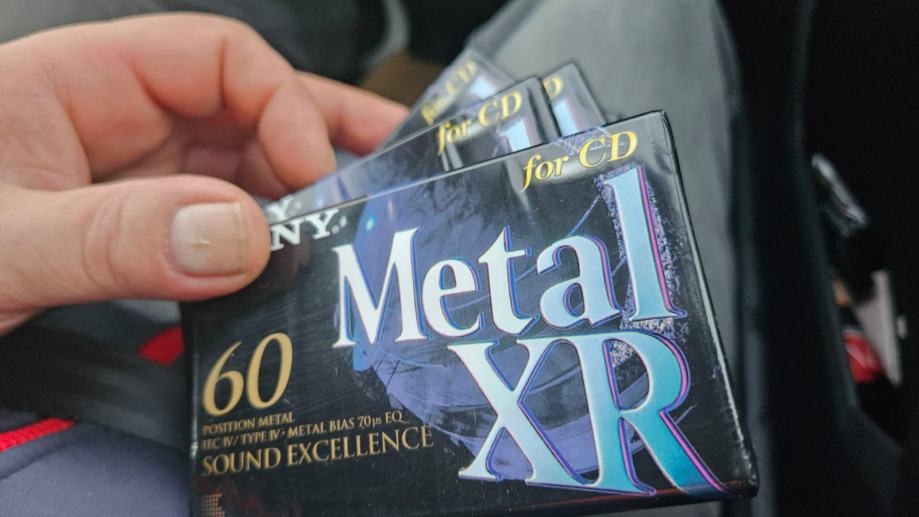 for CD
for CD
for CD
NY.
Metal
XR
60
POSITION METAL
IEC IV/TYPE IV·METAL BIAS 70µs EQ
SOUND EXCELLENCE